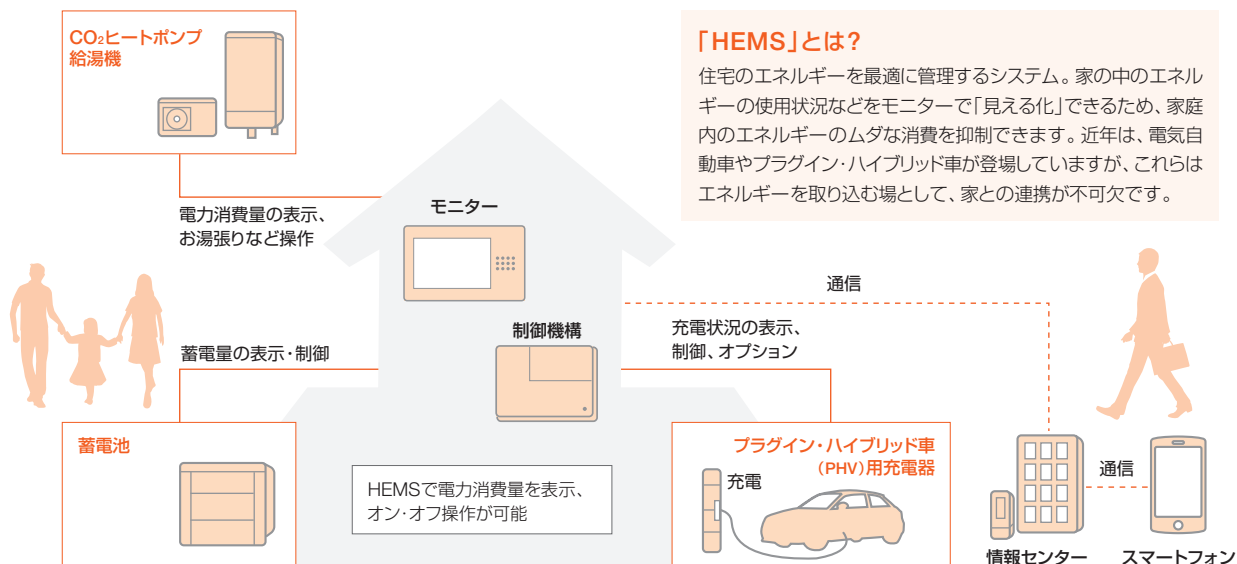 CO₂ヒートポンプ
給湯機
「HEMS」とは?
住宅のエネルギーを最適に管理するシステム。家の中のエネル
ギーの使用状況などをモニターで「見える化」できるため、家庭
内のエネルギーのムダな消費を抑制できます。近年は、電気自
動車やプラグイン・ハイブリッド車が登場していますが、これらは
エネルギーを取り込む場として、家との連携が不可欠です。
電力消費量の表示、
お湯張りなど操作
モニター
通信
制御機構
充電状況の表示、
制御、オプション
蓄電量の表示・制御
蓄電池
HEMSで電力消費量を表示、
オン・オフ操作が可能
プラグイン・ハイブリッド車
(PHV)用充電器
充電
通信
情報センター
スマートフォン